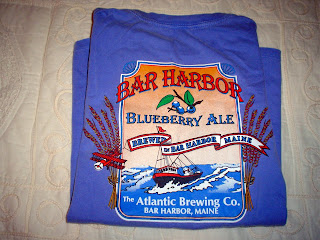 BAR HARBOR
BLUEBERRY ALE
BREWED IN BAR HARBOR MAINE
The Atlantic Brewing Co.
BAR HARBOR, MAINE